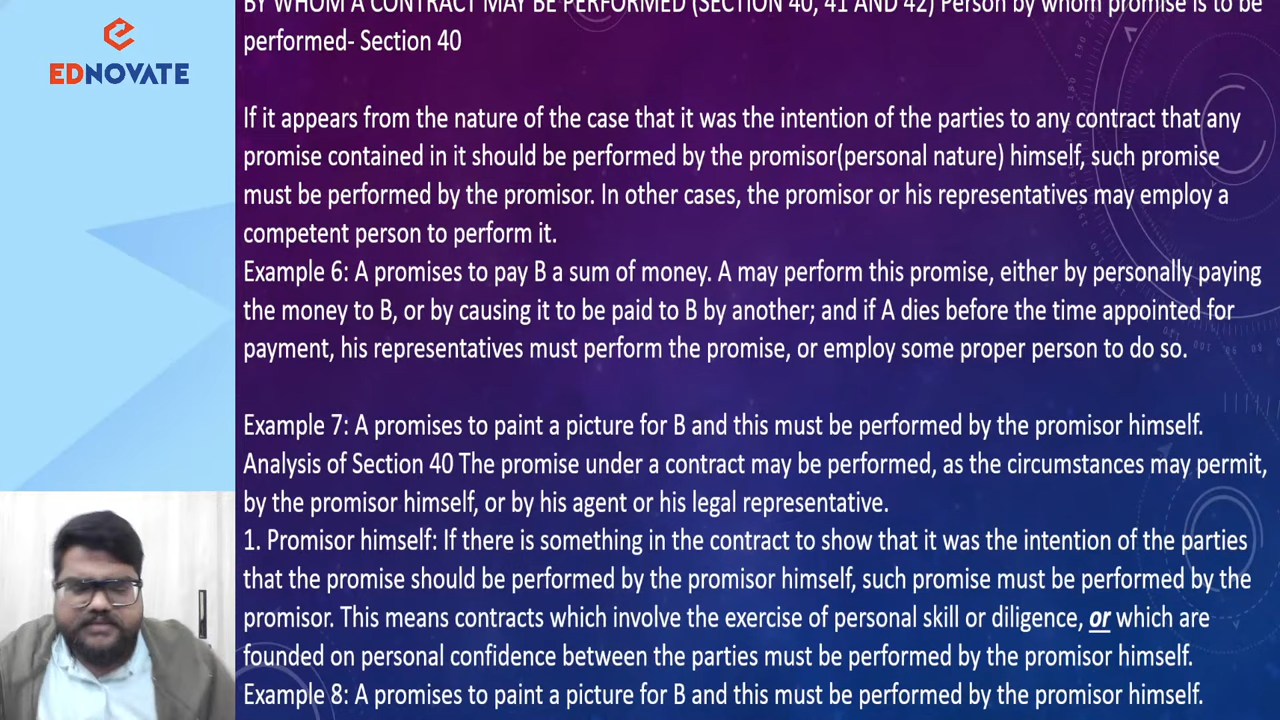 BY WHOM A CONTRACT MAY BE PERFORMED (SECTION 40, 41 AND 42) Person by whom promise is to be
performed- Section 40
EDNOVATE
If it appears from the nature of the case that it was the intention of the parties to any contract that any
promise contained in it should be performed by the promisor(personal nature) himself, such promise
must be performed by the promisor. In other cases, the promisor or his representatives may employ a
competent person to perform it.
Example 6: A promises to pay B a sum of money. A may perform this promise, either by personally paying
the money to B, or by causing it to be paid to B by another; and if A dies before the time appointed for
payment, his representatives must perform the promise, or employ some proper person to do so.
Example 7: A promises to paint a picture for B and this must be performed by the promisor himself.
Analysis of Section 40 The promise under a contract may be performed, as the circumstances may permit,
by the promisor himself, or by his agent or his legal representative.
1. Promisor himself: If there is something in the contract to show that it was the intention of the parties
that the promise should be performed by the promisor himself, such promise must be performed by the
promisor. This means contracts which involve the exercise of personal skill or diligence, or which are
founded on personal confidence between the parties must be performed by the promisor himself.
Example 8: A promises to paint a picture for B and this must be performed by the promisor himself.